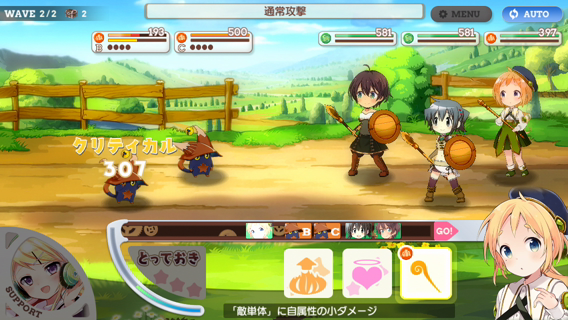 WAVE 2/2 2
通常攻撃
MENU
AUTO
193
B
500
C
581
581
397
クリティカル
307
B C GO!
SUPPORT
とっておき
「敵単体」に自属性の小ダメージ